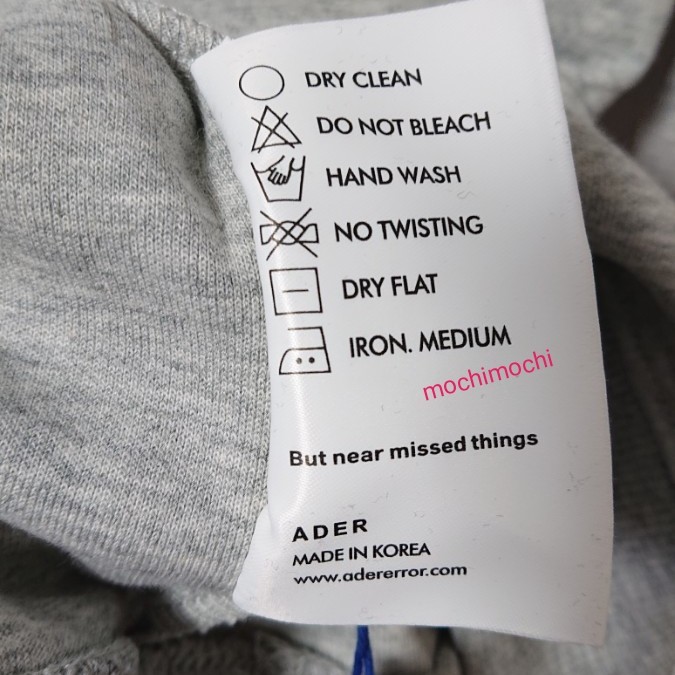 DRY CLEAN
DO NOT BLEACH
HAND WASH
NO TWISTING
DRY FLAT
IRON. MEDIUM
mochimochi
But near missed things
ADER
MADE IN KOREA
www.adererror.com